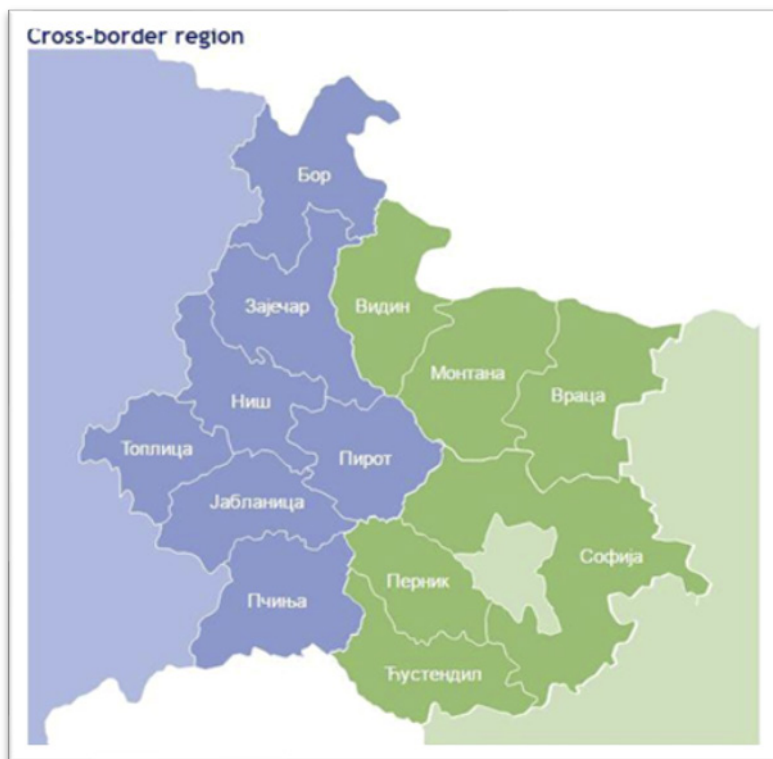 Cross-border region
Бор
Зајечар
Видин
Монтана
Враца
Ниш
Топлица
Пирот
Јабланица
Софија
Перник
Пчиња
Ћустендил